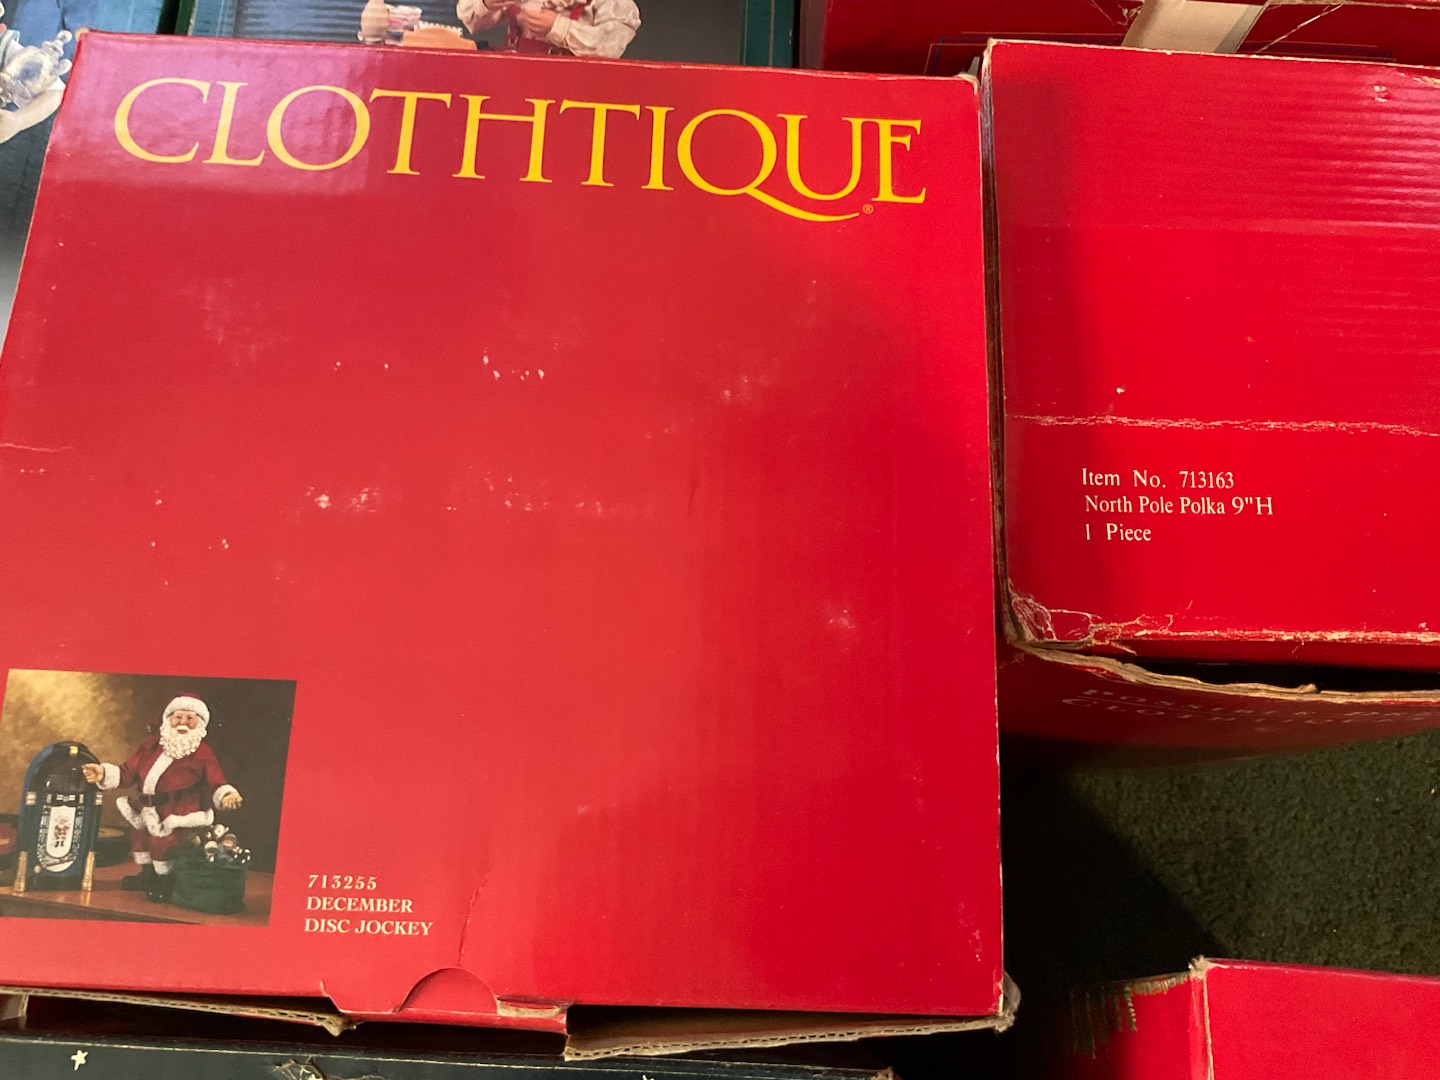 CLOTHTIQUE®
713255
DECEMBER
DISC JOCKEY
Item No. 713163
North Pole Polka 9"H
1 Piece